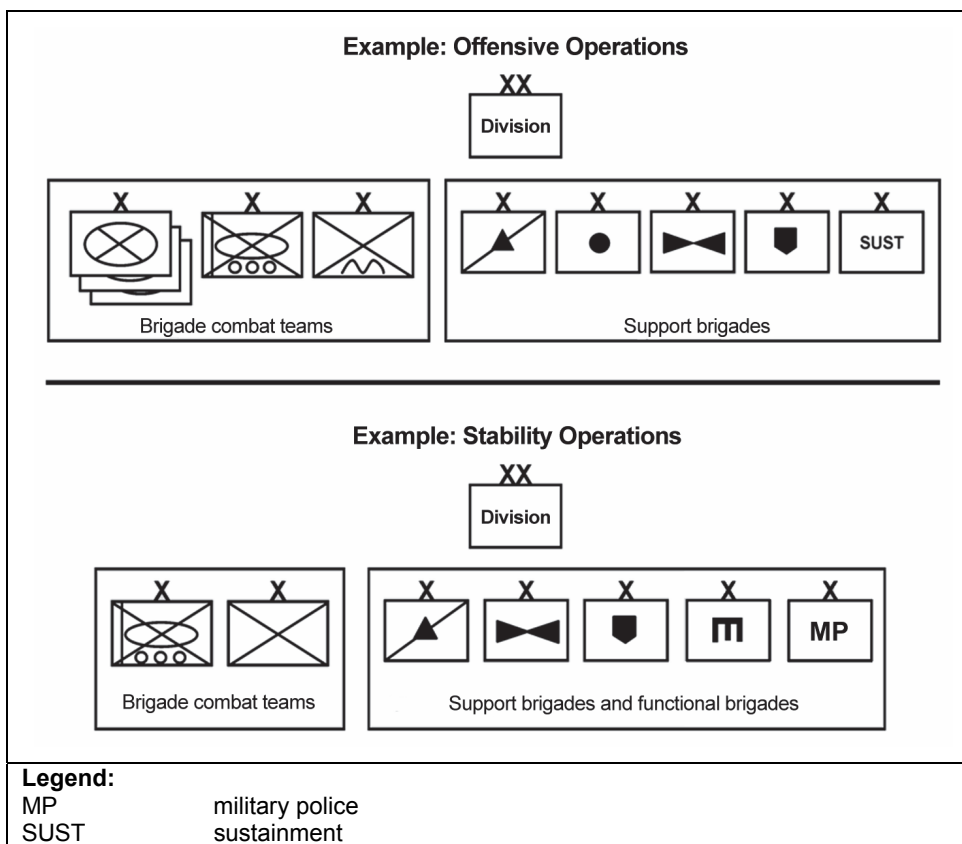 Example: Offensive Operations
XX
Division
X X X X X X X X
SUST
Brigade combat teams Support brigades
Example: Stability Operations
XX
Division
X X X X X X X
MP
Brigade combat teams Support brigades and functional brigades
Legend:
MP military police
SUST sustainment